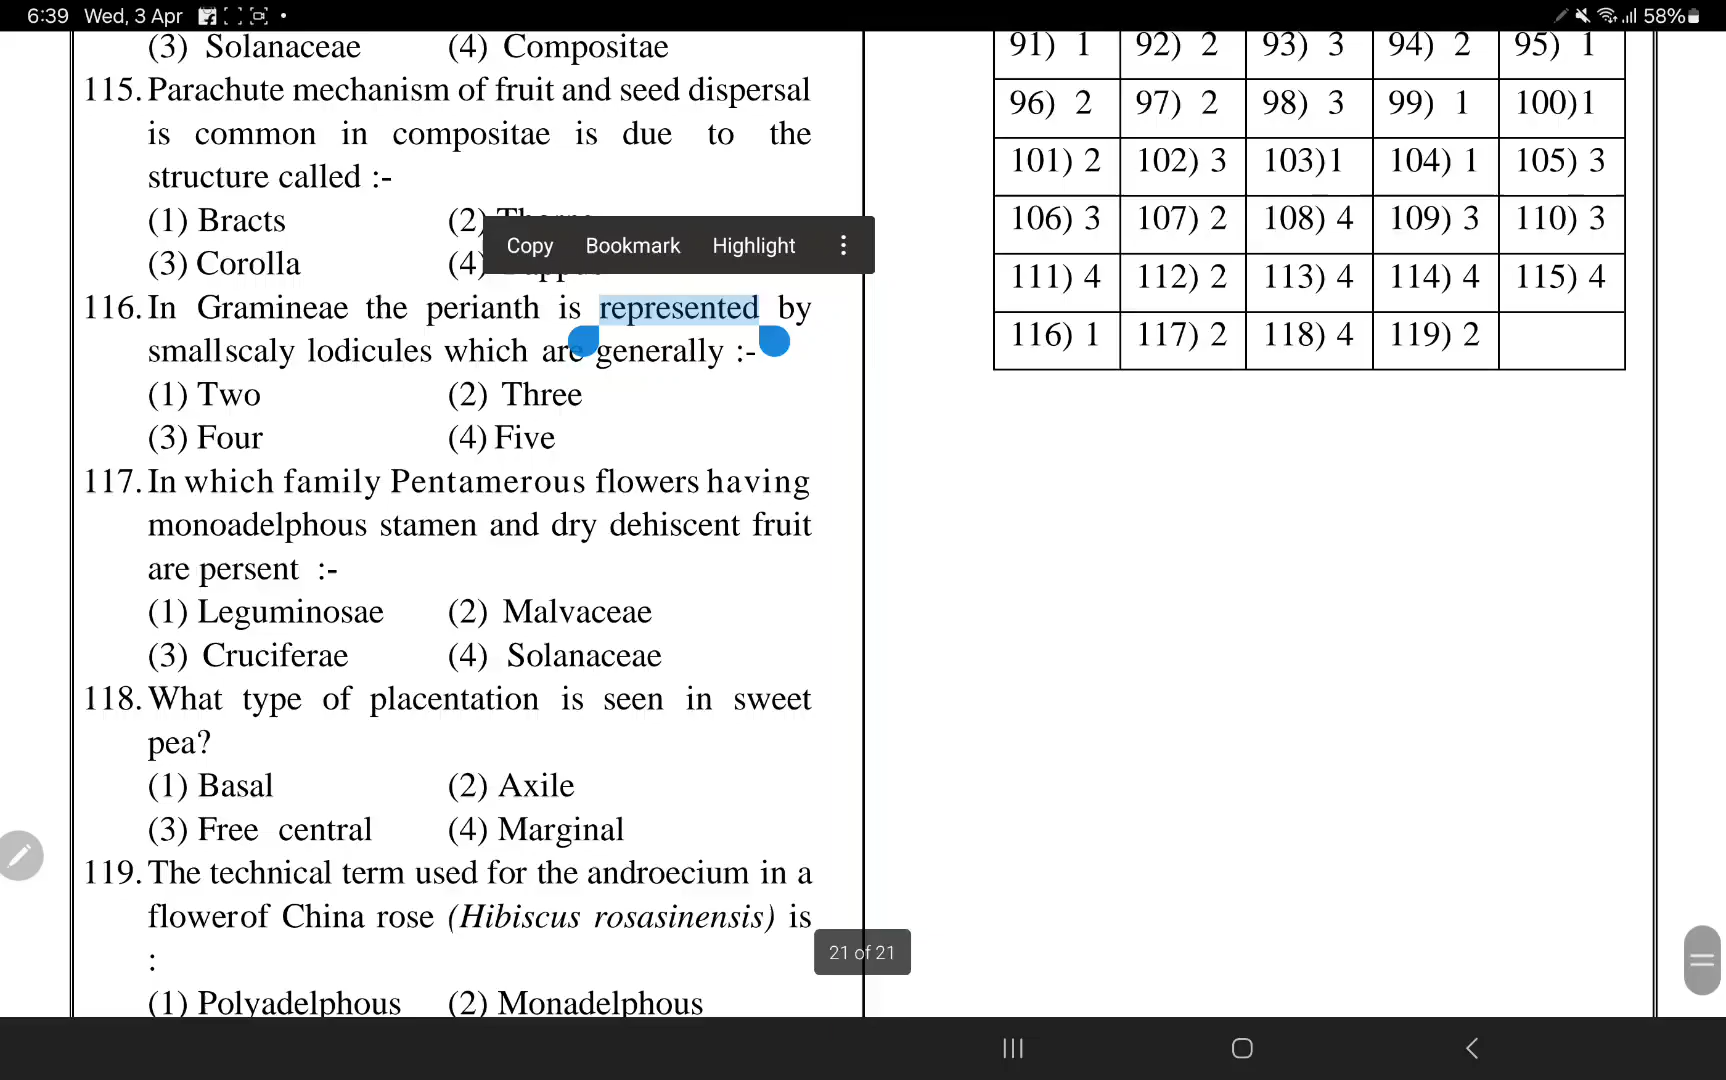 6:39 Wed, 3 Apr
58%
(3) Solanaceae (4) Compositae
115. Parachute mechanism of fruit and seed dispersal
is common in compositae is due to the
structure called :-
(1) Bracts (2)
(3) Corolla (4)
Copy Bookmark Highlight
116. In Gramineae the perianth is represented by
smallscaly lodicules which are generally :-
(1) Two (2) Three
(3) Four (4) Five
117. In which family Pentamerous flowers having
monoadelphous stamen and dry dehiscent fruit
are persent :-
(1) Leguminosae (2) Malvaceae
(3) Cruciferae (4) Solanaceae
118. What type of placentation is seen in sweet
pea?
(1) Basal (2) Axile
(3) Free central (4) Marginal
119. The technical term used for the androecium in a
flowerof China rose (Hibiscus rosasinensis) is
:
(1) Polyadelphous (2) Monadelphous
91) 1 92) 2 93) 3 94) 2 95) 1
96) 2 97) 2 98) 3 99) 1 100)1
101) 2 102) 3 103)1 104) 1 105) 3
106) 3 107) 2 108) 4 109) 3 110) 3
111) 4 112) 2 113) 4 114) 4 115) 4
116) 1 117) 2 118) 4 119) 2
21 of 21